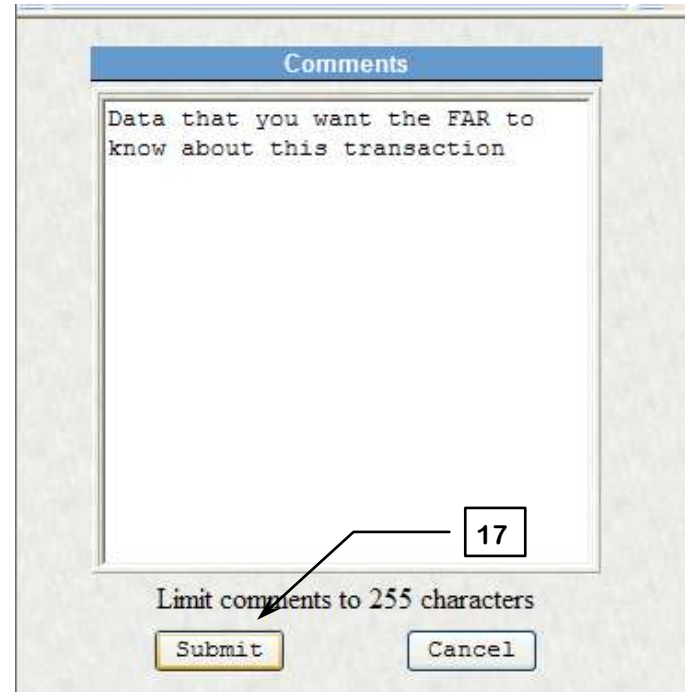 Comments
Data that you want the FAR to
know about this transaction
17
Limit comments to 255 characters
Submit Cancel